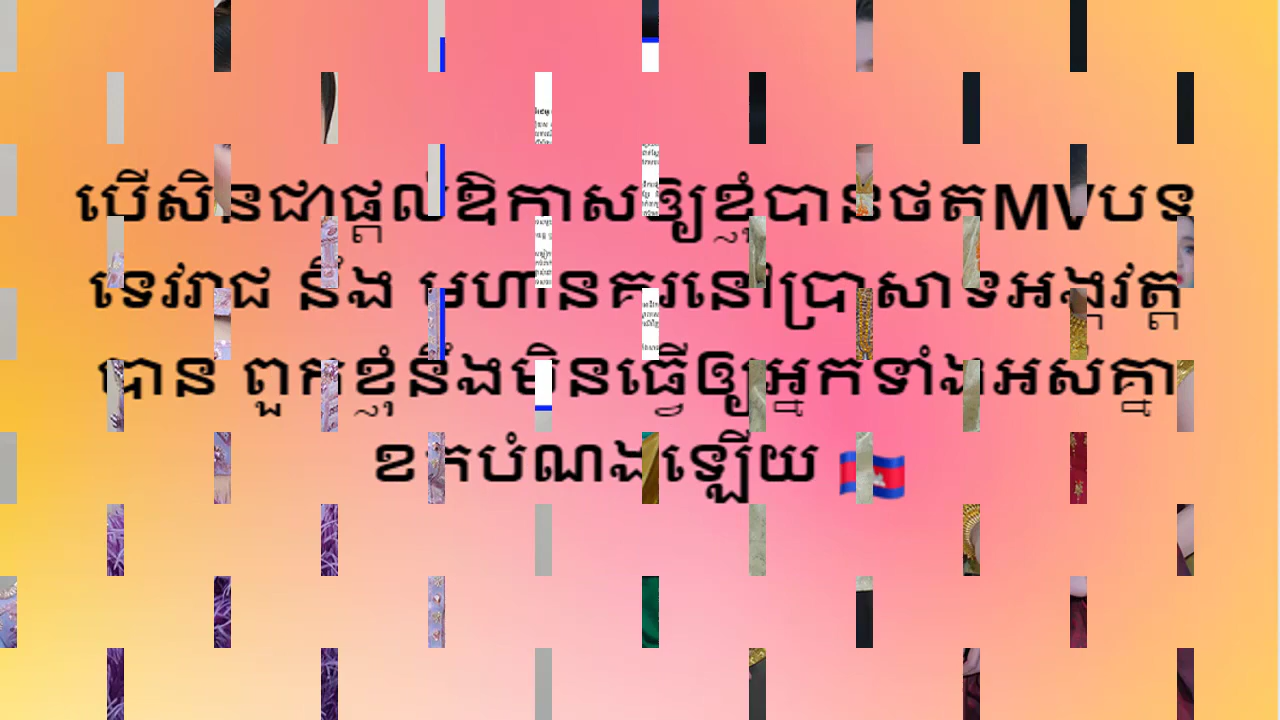 បើសិនជាផ្តល់ឱកាសឲ្យខ្ញុំបានថតMVបទ
ទេវរាជ នឹង មហានគរនៅប្រាសាទអង្គរវត្ត
បាន ពួកខ្ញុំនឹងមិនធ្វើឲ្យអ្នកទាំងអស់គ្នា
ខកបំណងឡើយ 🇰🇭